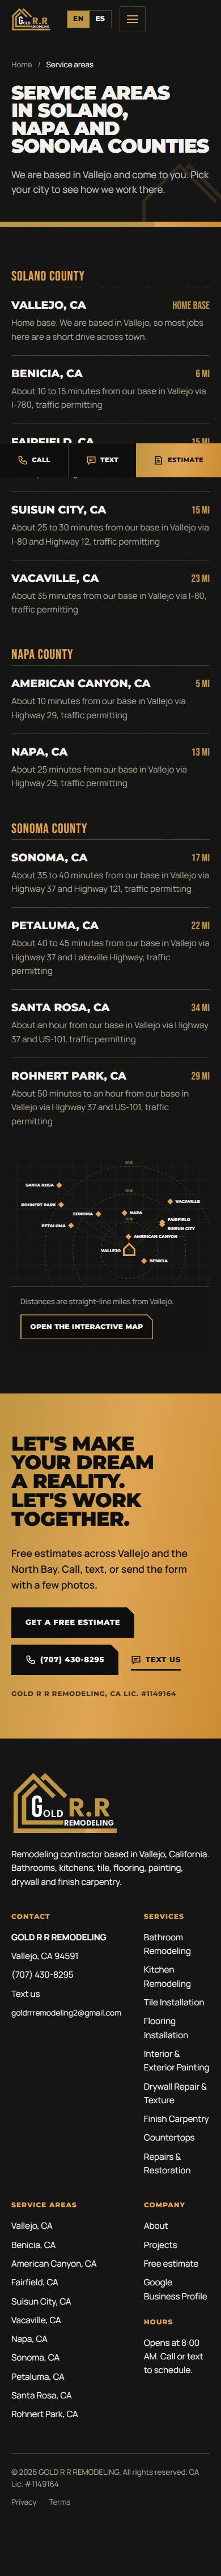 GOLD R.R
REMODELING
EN ES
Home / Service areas
SERVICE AREAS
IN SOLANO,
NAPA AND
SONOMA COUNTIES
We are based in Vallejo and come to you. Pick
your city to see how we work there.
SOLANO COUNTY
VALLEJO, CA HOME BASE
Home base. We are based in Vallejo, so most jobs
here are a short drive across town.
BENICIA, CA 6 MI
About 10 to 15 minutes from our base in Vallejo via
I-780, traffic permitting
FAIRFIELD, CA 15 MI
CALL TEXT ESTIMATE
SUISUN CITY, CA 15 MI
About 25 to 30 minutes from our base in Vallejo via
I-80 and Highway 12, traffic permitting
VACAVILLE, CA 23 MI
About 35 minutes from our base in Vallejo via I-80,
traffic permitting
NAPA COUNTY
AMERICAN CANYON, CA 5 MI
About 10 minutes from our base in Vallejo via
Highway 29, traffic permitting
NAPA, CA 13 MI
About 25 minutes from our base in Vallejo via
Highway 29, traffic permitting
SONOMA COUNTY
SONOMA, CA 17 MI
About 35 to 40 minutes from our base in Vallejo via
Highway 37 and Highway 121, traffic permitting
PETALUMA, CA 22 MI
About 40 to 45 minutes from our base in Vallejo via
Highway 37 and Lakeville Highway, traffic
permitting
SANTA ROSA, CA 34 MI
About an hour from our base in Vallejo via Highway
37 and US-101, traffic permitting
ROHNERT PARK, CA 29 MI
About 50 minutes to an hour from our base in
Vallejo via Highway 37 and US-101, traffic
permitting
SANTA ROSA
VACAVILLE
ROHNERT PARK
SONOMA
NAPA
FAIRFIELD
PETALUMA
SUISUN CITY
AMERICAN CANYON
VALLEJO
BENICIA
Distances are straight-line miles from Vallejo.
OPEN THE INTERACTIVE MAP
LET'S MAKE
YOUR DREAM
A REALITY.
LET'S WORK
TOGETHER.
Free estimates across Vallejo and the
North Bay. Call, text, or send the form
with a few photos.
GET A FREE ESTIMATE
(707) 430-8295 TEXT US
GOLD R R REMODELING, CA LIC. #1149164
GOLD R.R
REMODELING
Remodeling contractor based in Vallejo, California.
Bathrooms, kitchens, tile, flooring, painting,
drywall and finish carpentry.
CONTACT
GOLD R R REMODELING
Vallejo, CA 94591
(707) 430-8295
Text us
goldrrremodeling2@gmail.com
SERVICES
Bathroom
Remodeling
Kitchen
Remodeling
Tile Installation
Flooring
Installation
Interior &
Exterior Painting
Drywall Repair &
Texture
Finish Carpentry
Countertops
Repairs &
Restoration
SERVICE AREAS
Vallejo, CA
Benicia, CA
American Canyon, CA
Fairfield, CA
Suisun City, CA
Vacaville, CA
Napa, CA
Sonoma, CA
Petaluma, CA
Santa Rosa, CA
Rohnert Park, CA
COMPANY
About
Projects
Free estimate
Google
Business Profile
HOURS
Opens at 8:00
AM. Call or text
to schedule.
© 2026 GOLD R R REMODELING. All rights reserved. CA
Lic. #1149164
Privacy Terms